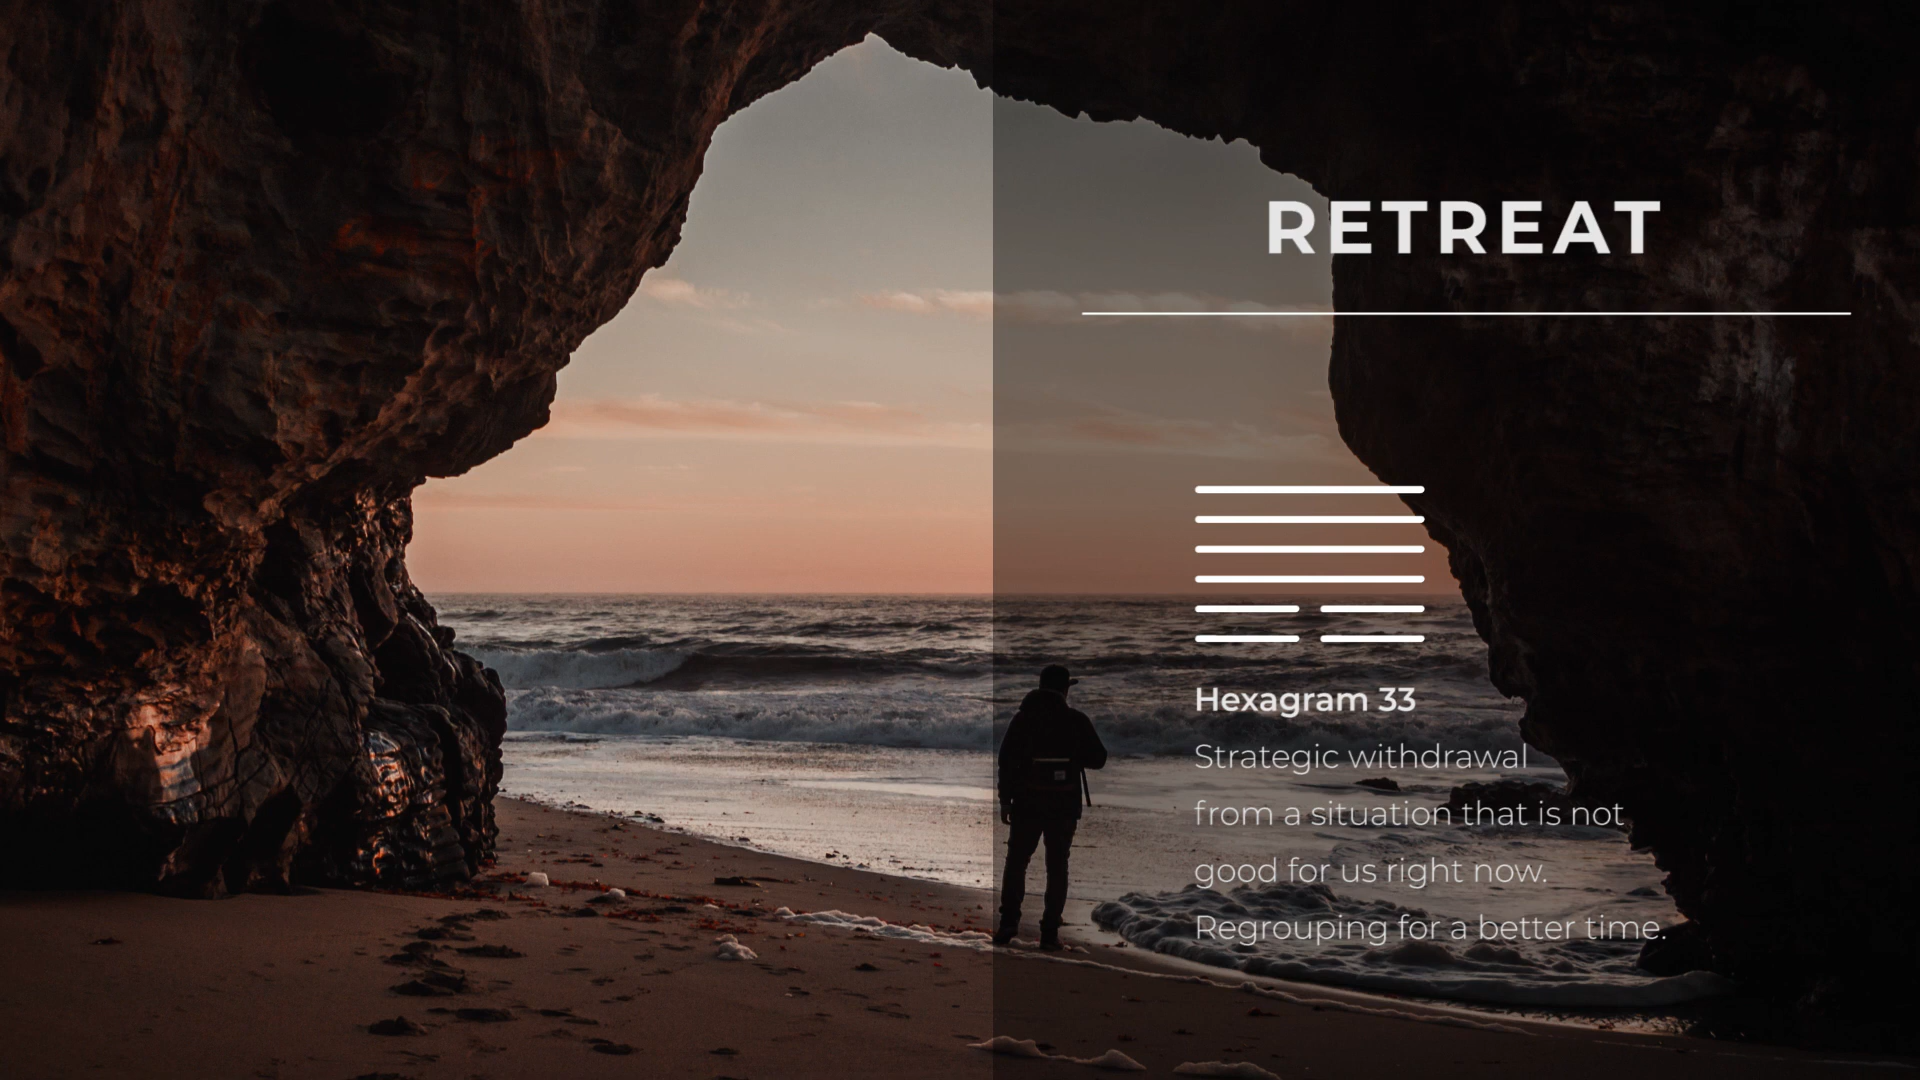 RETREAT
Hexagram 33
Strategic withdrawal
from a situation that is not
good for us right now.
Regrouping for a better time.